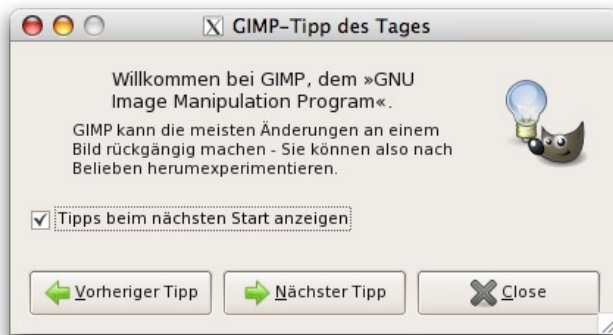 GIMP-Tipp des Tages
Willkommen bei GIMP, dem »GNU
Image Manipulation Program«.
GIMP kann die meisten Änderungen an einem
Bild rückgängig machen - Sie können also nach
Belieben herumexperimentieren.
Tipps beim nächsten Start anzeigen
Vorheriger Tipp
Nächster Tipp
Close